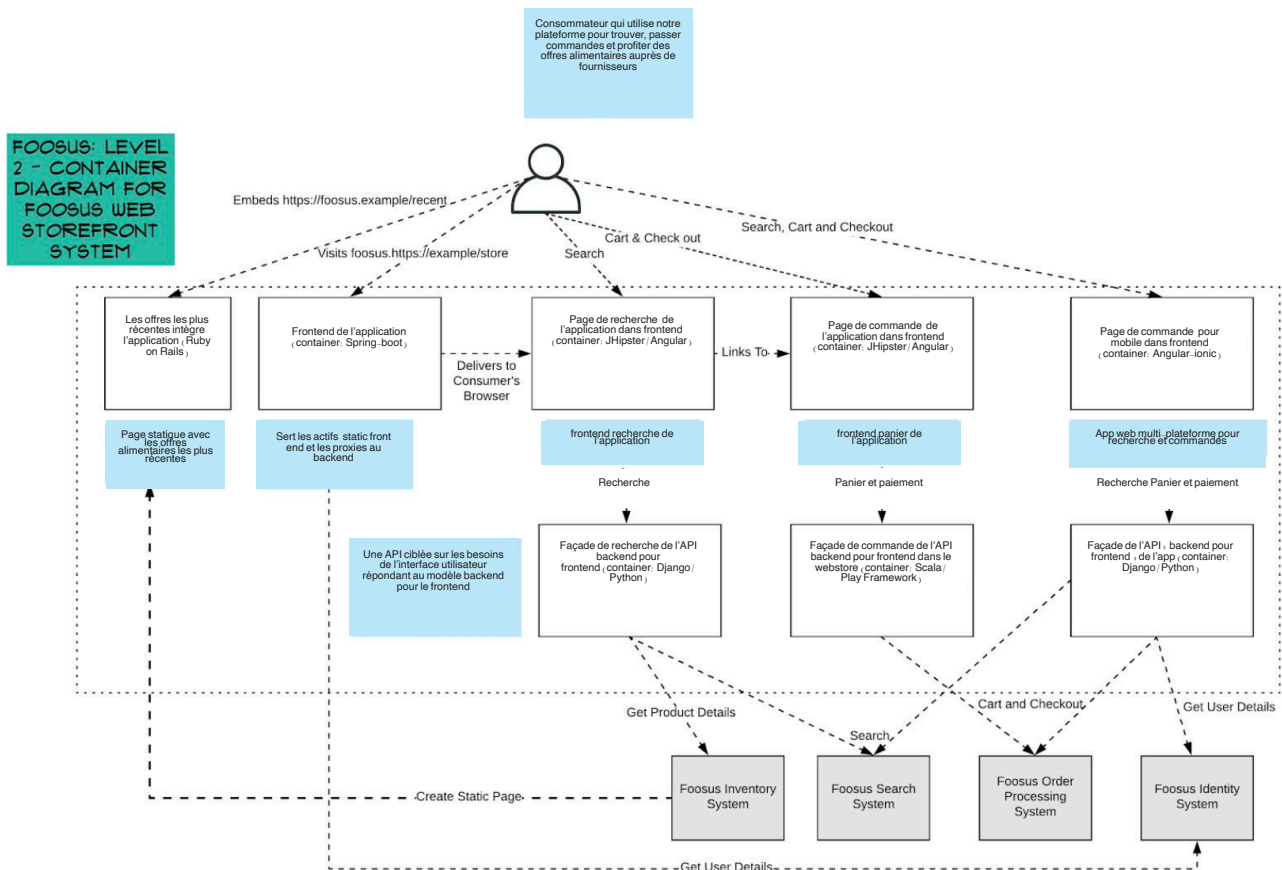 Consommateur qui utilise notre
plateforme pour trouver, passer
commandes et profiter des
offres alimentaires auprès de
fournisseurs
FOOSUS: LEVEL
2 - CONTAINER
DIAGRAM FOR
FOOSUS WEB
STOREFRONT
SYSTEM
Embeds https://foosus.example/recent
Visits foosus.https://example/store
Search
Cart & Check out
Search, Cart and Checkout
Les offres les plus
récentes intègre
l'application (Ruby
on Rails)
Frontend de l'application
(container: Spring-boot)
Delivers to
Consumer's
Browser
Page de recherche de
l'application dans frontend
(container: JHipster/Angular)
Links To
Page de commande de
l'application dans frontend
(container: JHipster/Angular)
Page de commande pour
mobile dans frontend
(container: Angular-ionic)
Page statique avec
les offres
alimentaires les plus
récentes
Sert les actifs static front
end et les proxies au
backend
frontend recherche de
l'application
frontend panier de
l'application
App web multi-plateforme pour
recherche et commandes
Recherche
Panier et paiement
Recherche Panier et paiement
Une API ciblée sur les besoins
de l'interface utilisateur
répondant au modèle backend
pour le frontend
Façade de recherche de l'API
backend pour
frontend (container: Django/
Python)
Façade de commande de l'API
backend pour frontend dans le
webstore (container: Scala/
Play Framework)
Façade de l'API « backend pour
frontend » de l'app (container:
Django/Python)
Get Product Details
Search
Cart and Checkout
Get User Details
Foosus Inventory
System
Foosus Search
System
Foosus Order
Processing
System
Foosus Identity
System
Create Static Page
Get User Details